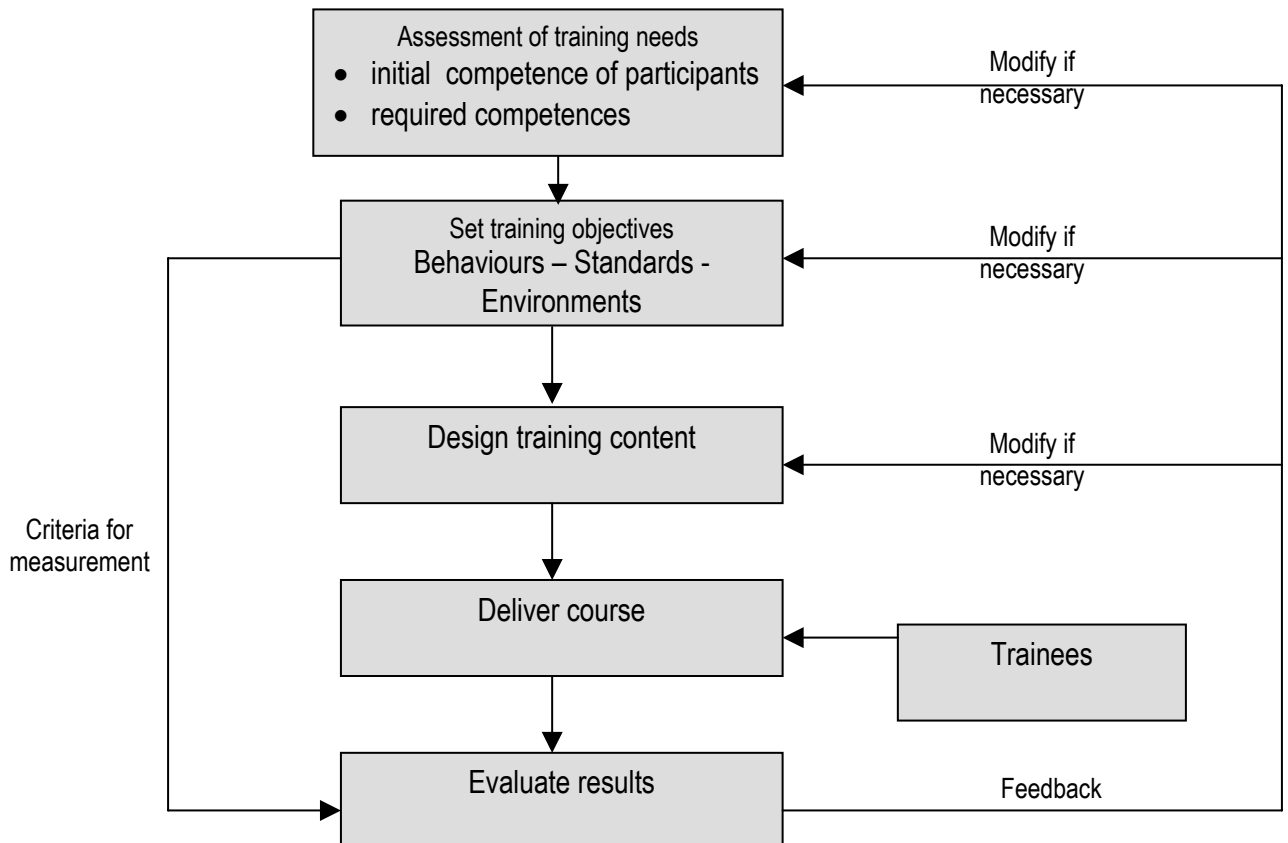 Assessment of training needs
• initial competence of participants
• required competences
Modify if
necessary
Set training objectives
Behaviours – Standards -
Environments
Modify if
necessary
Design training content
Modify if
necessary
Criteria for
measurement
Deliver course
Trainees
Evaluate results
Feedback